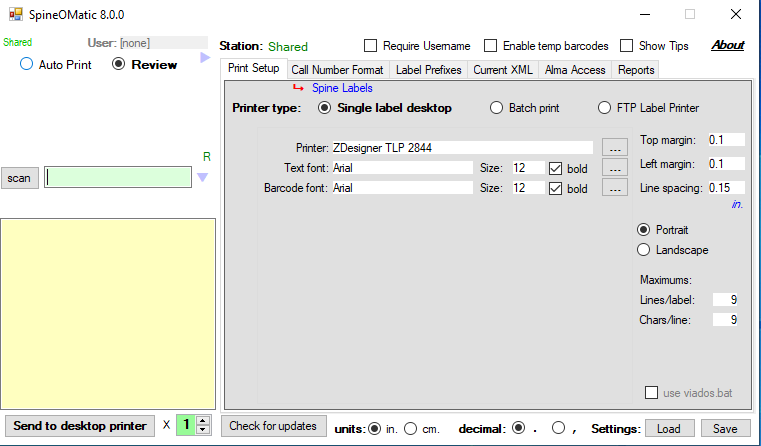 SpineOMatic 8.0.0
Shared User: [none]
Auto Print Review
R
scan
Send to desktop printer X 1
Station: Shared Require Username Enable temp barcodes Show Tips About
Print Setup Call Number Format Label Prefixes Current XML Alma Access Reports
Spine Labels
Printer type: Single label desktop Batch print FTP Label Printer
Printer: ZDesigner TLP 2844 ...
Text font: Arial Size: 12 bold ...
Barcode font: Arial Size: 12 bold ...
Top margin: 0.1
Left margin: 0.1
Line spacing: 0.15
in.
Portrait
Landscape
Maximums:
Lines/label: 9
Chars/line: 9
use viados.bat
Check for updates units: in. cm. decimal: . , Settings: Load Save